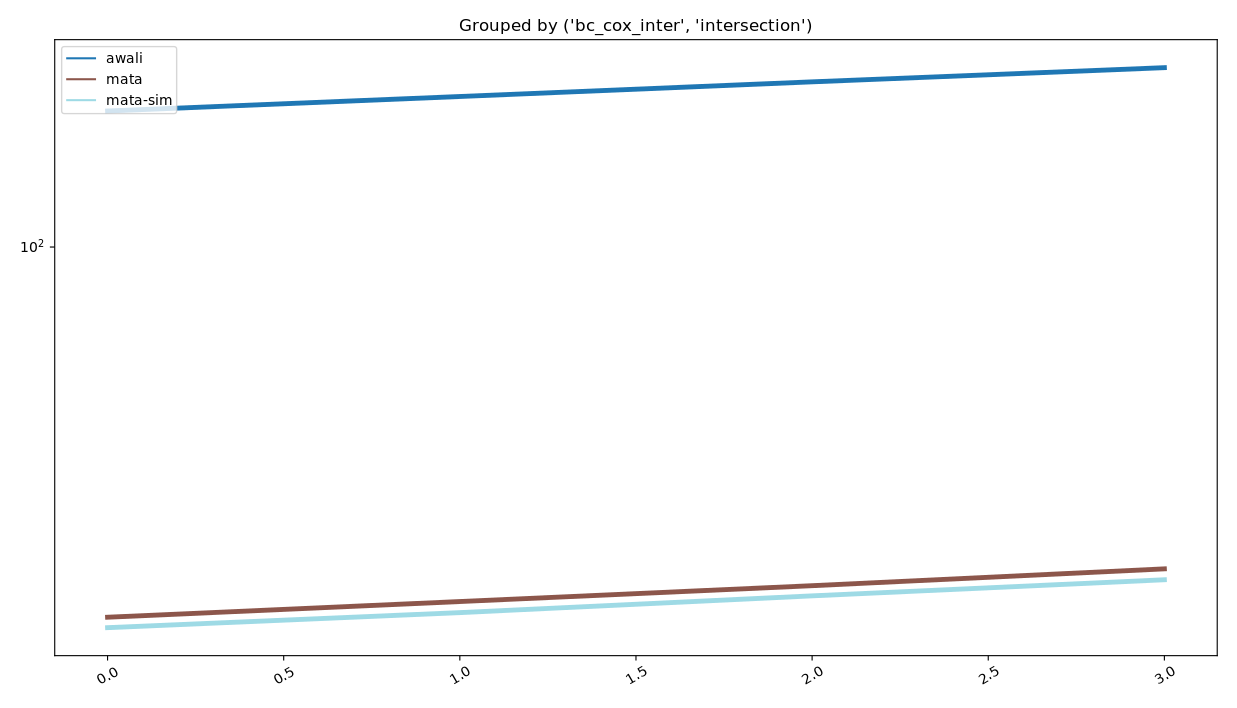 Grouped by ('bc_cox_inter', 'intersection')
awali
mata
mata-sim
10²
0.0 0.5 1.0 1.5 2.0 2.5 3.0